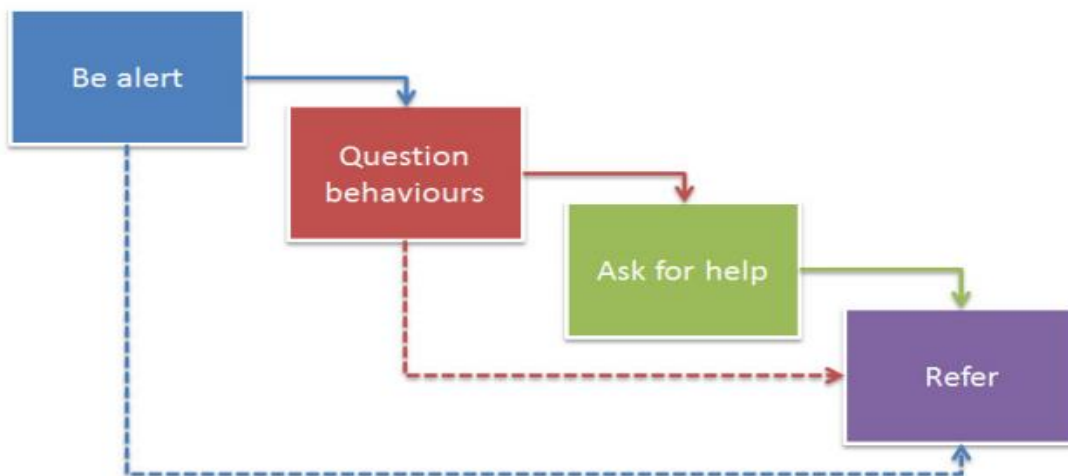 Be alert
Question
behaviours
Ask for help
Refer